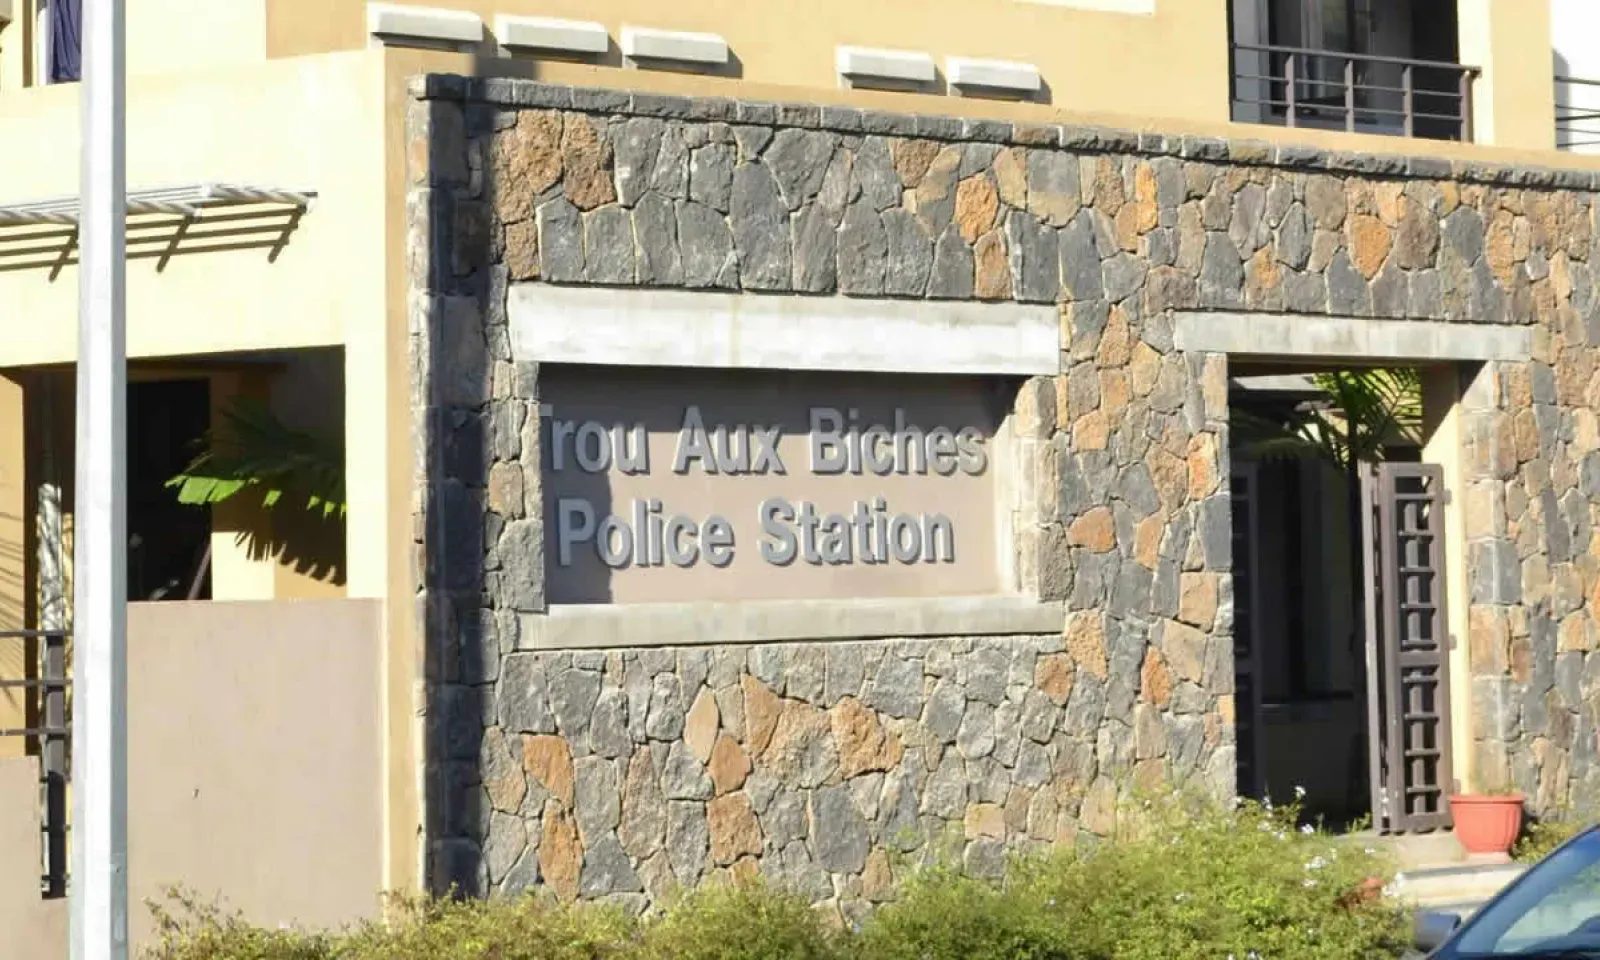 Trou Aux Biches
Police Station